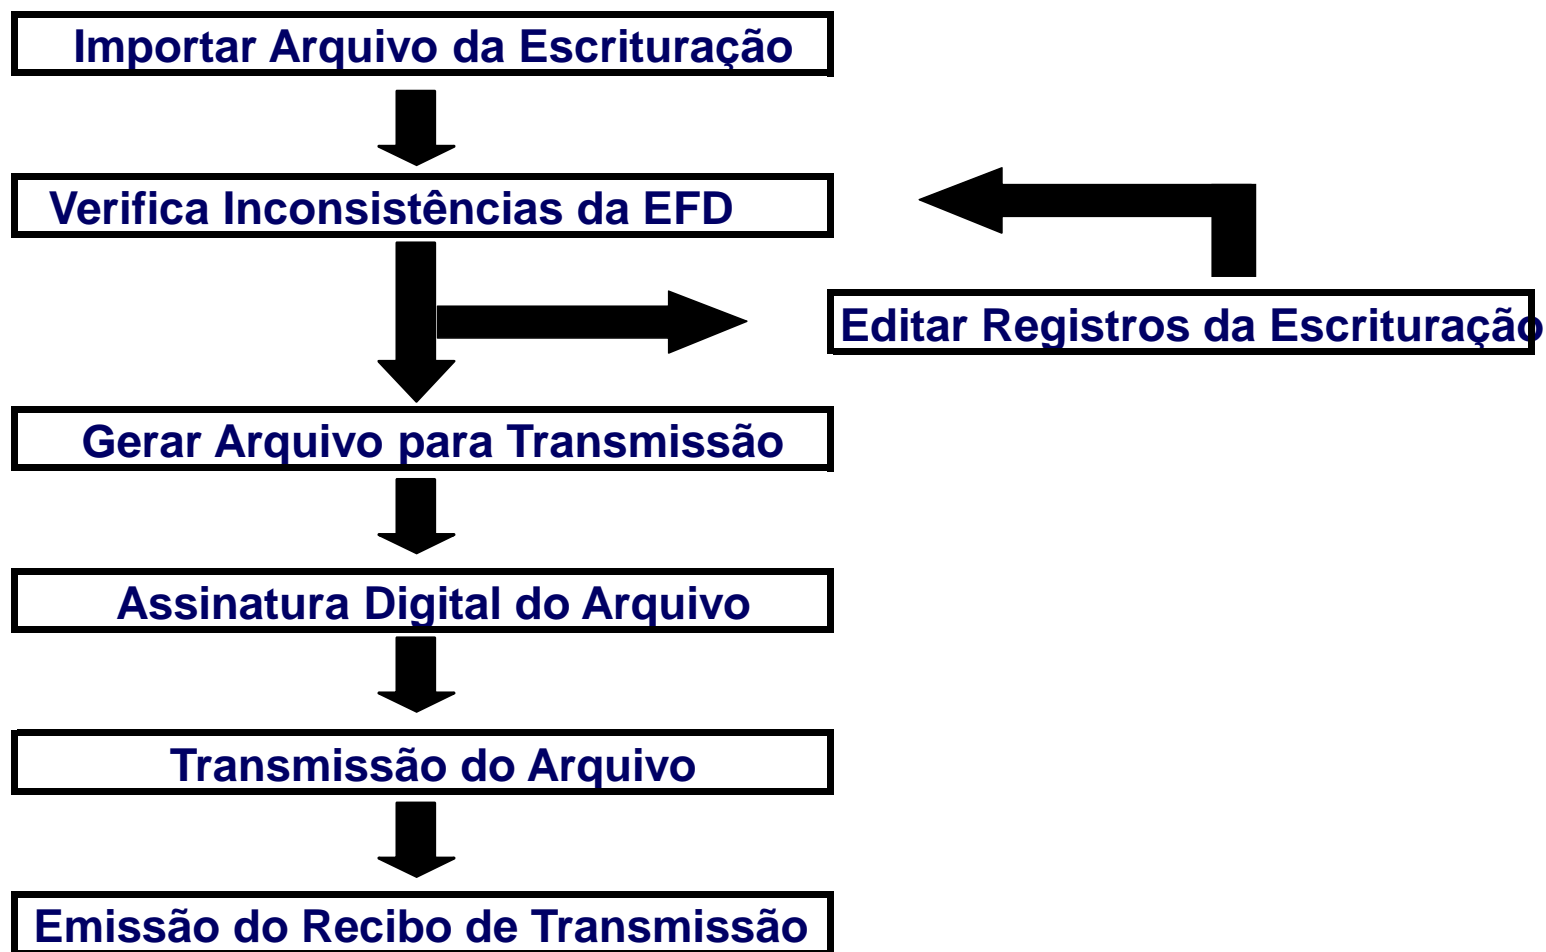 Importar Arquivo da Escrituração
Verifica Inconsistências da EFD
Editar Registros da Escrituração
Gerar Arquivo para Transmissão
Assinatura Digital do Arquivo
Transmissão do Arquivo
Emissão do Recibo de Transmissão